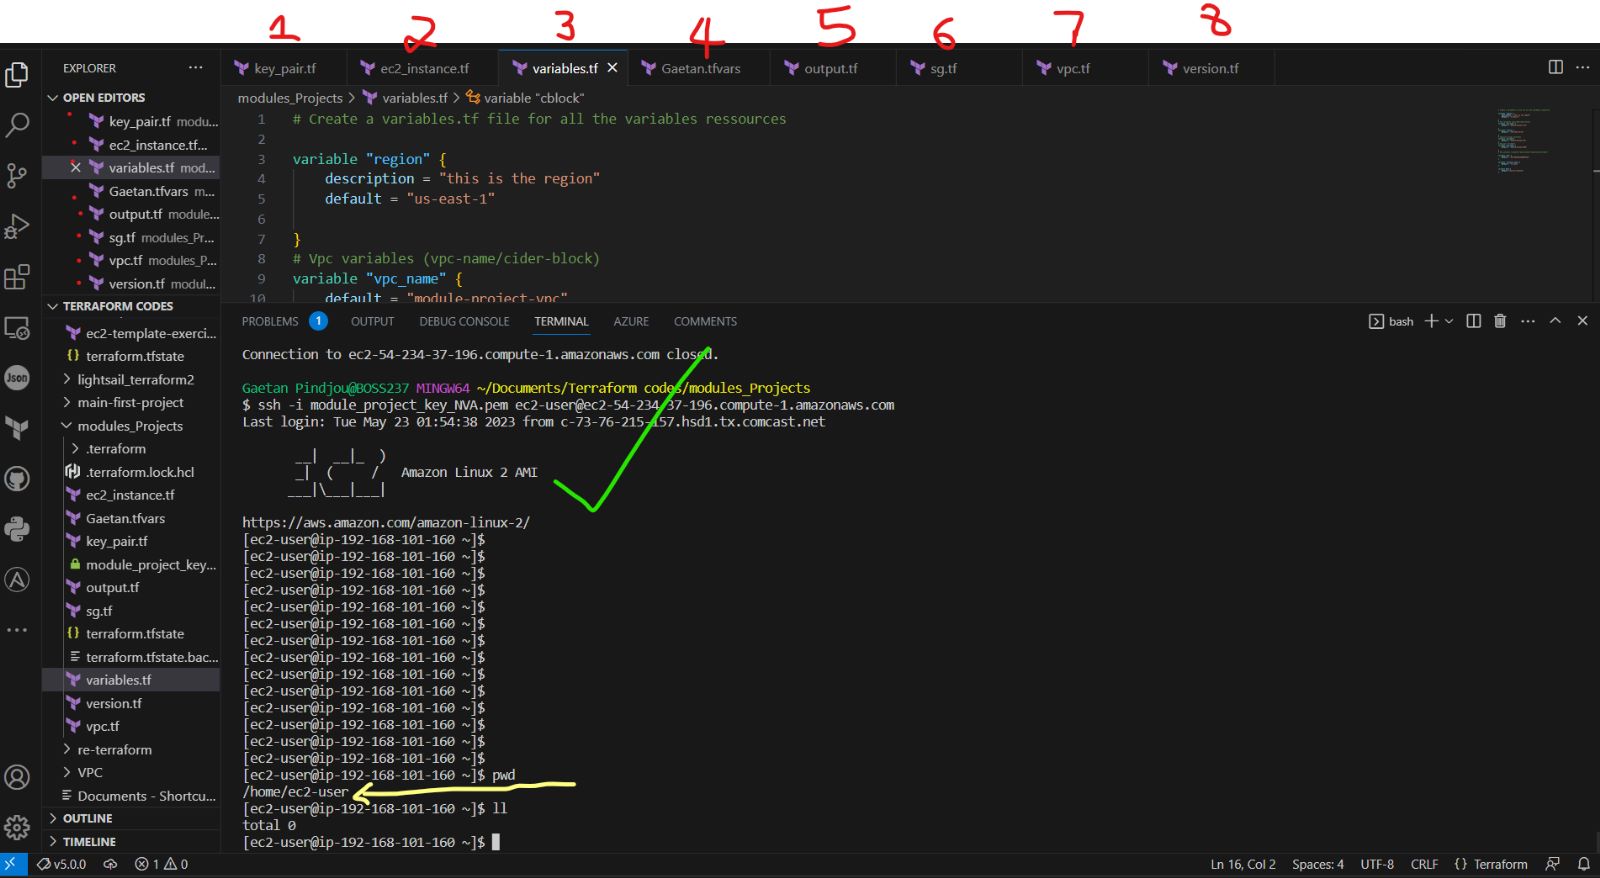 1 2 3 4 5 6 7 8
EXPLORER ...
key_pair.tf ec2_instance.tf variables.tf Gaetan.tfvars output.tf sg.tf vpc.tf version.tf ...
OPEN EDITORS
key_pair.tf modu...
ec2_instance.tf...
variables.tf mod...
Gaetan.tfvars m...
output.tf module...
sg.tf modules_Pr...
vpc.tf modules_P...
version.tf modul...
TERRAFORM CODES
ec2-template-exerci...
{} terraform.tfstate
lightsail_terraform2
main-first-project
modules_Projects
.terraform
.terraform.lock.hcl
ec2_instance.tf
Gaetan.tfvars
key_pair.tf
module_project_key...
output.tf
sg.tf
{} terraform.tfstate
terraform.tfstate.bac...
variables.tf
version.tf
vpc.tf
re-terraform
VPC
Documents - Shortcu...
OUTLINE
TIMELINE
Json
modules_Projects > variables.tf > variable "cblock"
1 # Create a variables.tf file for all the variables ressources
2
3 variable "region" {
4 description = "this is the region"
5 default = "us-east-1"
6
7 }
8 # Vpc variables (vpc-name/cider-block)
9 variable "vpc_name" {
10 default = "module-project-vpc"
PROBLEMS 1 OUTPUT DEBUG CONSOLE TERMINAL AZURE COMMENTS bash ...
Connection to ec2-54-234-37-196.compute-1.amazonaws.com closed.
Gaetan Pindjou@BOSS237 MINGW64 ~/Documents/Terraform codes/modules_Projects
$ ssh -i module_project_key_NVA.pem ec2-user@ec2-54-234-37-196.compute-1.amazonaws.com
Last login: Tue May 23 01:54:38 2023 from c-73-76-215-157.hsd1.tx.comcast.net
__| __|_ )
_| ( / Amazon Linux 2 AMI
___|\___|___|
https://aws.amazon.com/amazon-linux-2/
[ec2-user@ip-192-168-101-160 ~]$
[ec2-user@ip-192-168-101-160 ~]$
[ec2-user@ip-192-168-101-160 ~]$
[ec2-user@ip-192-168-101-160 ~]$
[ec2-user@ip-192-168-101-160 ~]$
[ec2-user@ip-192-168-101-160 ~]$
[ec2-user@ip-192-168-101-160 ~]$
[ec2-user@ip-192-168-101-160 ~]$
[ec2-user@ip-192-168-101-160 ~]$
[ec2-user@ip-192-168-101-160 ~]$
[ec2-user@ip-192-168-101-160 ~]$
[ec2-user@ip-192-168-101-160 ~]$
[ec2-user@ip-192-168-101-160 ~]$
[ec2-user@ip-192-168-101-160 ~]$
[ec2-user@ip-192-168-101-160 ~]$ pwd
/home/ec2-user
[ec2-user@ip-192-168-101-160 ~]$ ll
total 0
[ec2-user@ip-192-168-101-160 ~]$
v5.0.0 1 0 Ln 16, Col 2 Spaces: 4 UTF-8 CRLF {} Terraform